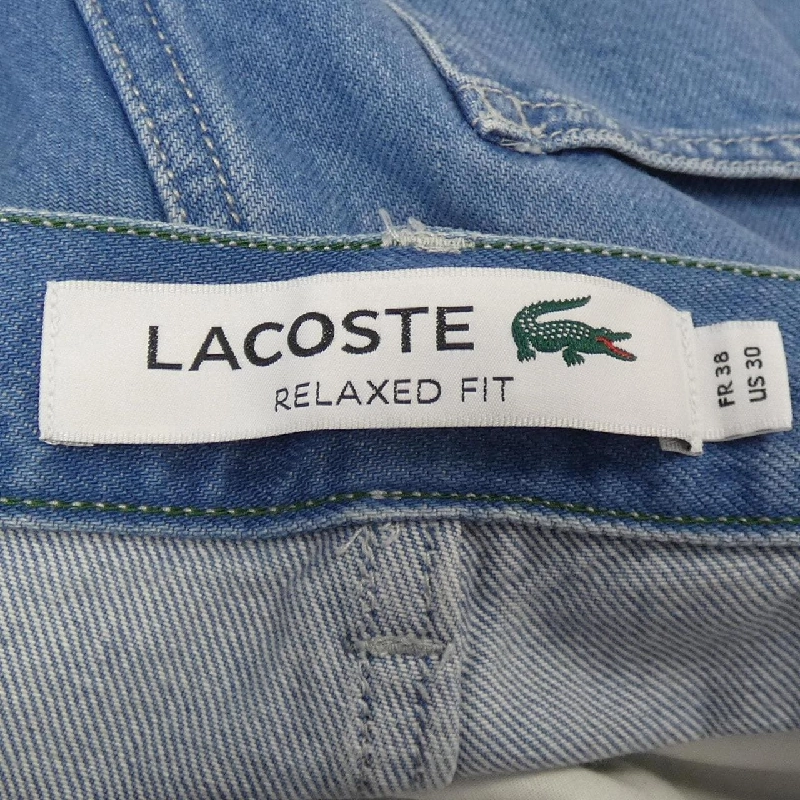 LACOSTE
RELAXED FIT
FR 38
US 30